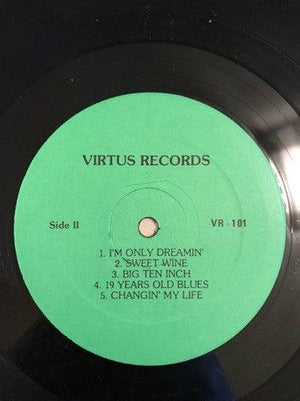 VIRTUS RECORDS
Side II
VR - 101
1. I'M ONLY DREAMIN'
2. SWEET WINE
3. BIG TEN INCH
4. 19 YEARS OLD BLUES
5. CHANGIN' MY LIFE